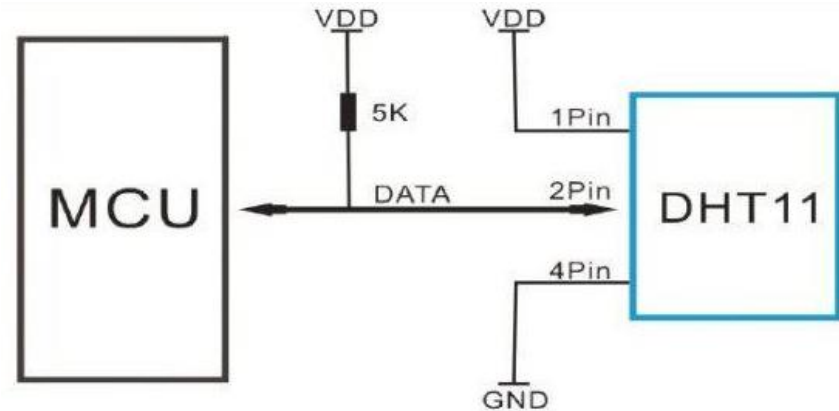 VDD
VDD
5K
1Pin
MCU
DATA
2Pin
DHT11
4Pin
GND